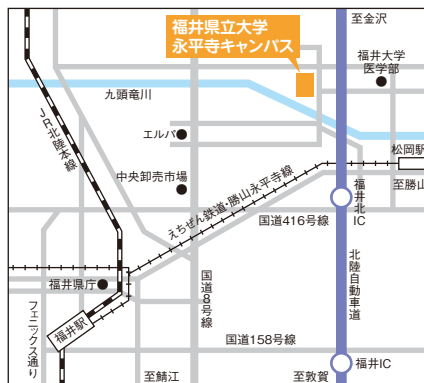 至金沢
福井県立大学
永平寺キャンパス
福井大学
医学部
九頭竜川
JR北陸本線
エルパ
松岡駅
中央卸売市場
えちぜん鉄道・勝山永平寺線
至勝山
福井北IC
国道416号線
北陸自動車道
国道8号線
福井県庁
フェニックス通り
福井駅
国道158号線
福井IC
至鯖江
至敦賀